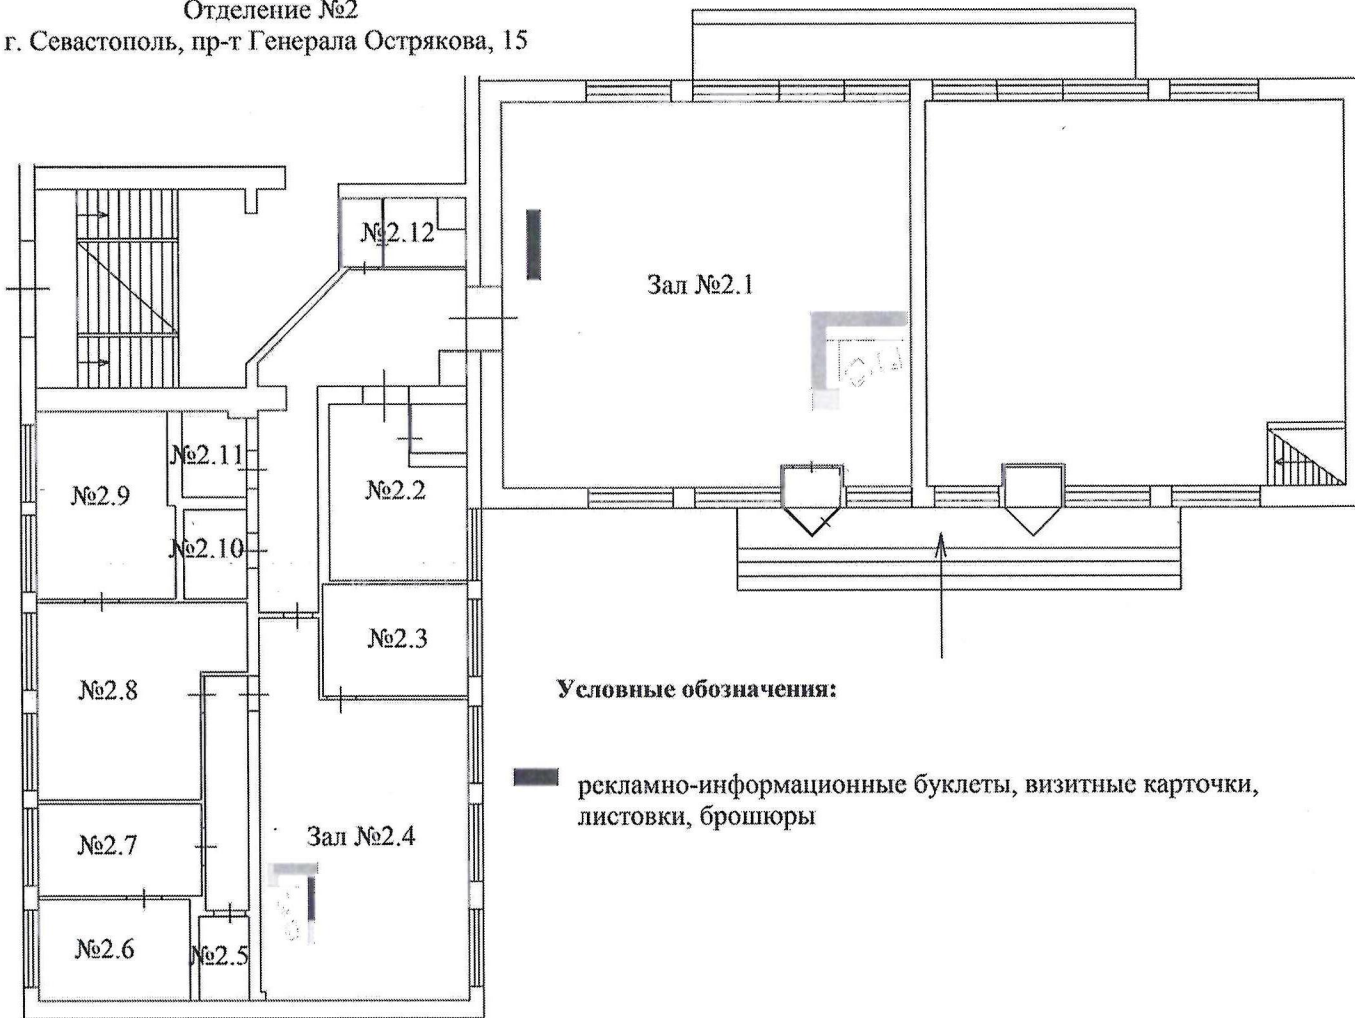 Отделение №2
г. Севастополь, пр-т Генерала Острякова, 15
№2.12
Зал №2.1
№2.11
№2.9
№2.2
№2.10
№2.3
№2.8
Условные обозначения:
рекламно-информационные буклеты, визитные карточки,
листовки, брошюры
Зал №2.4
№2.7
№2.6
№2.5